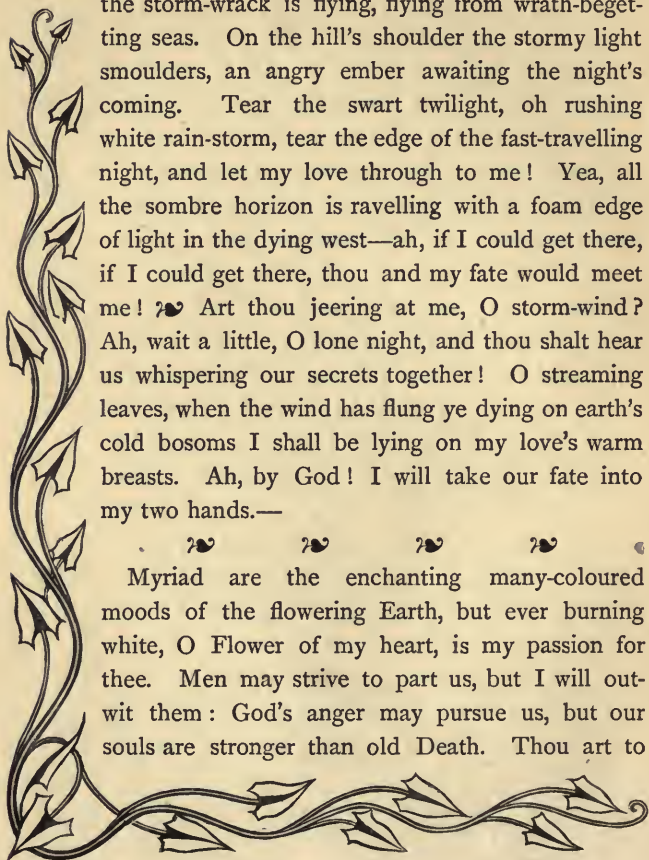 the storm-wrack is flying, flying from wrath-beget-
ting seas. On the hill's shoulder the stormy light
smoulders, an angry ember awaiting the night's
coming. Tear the swart twilight, oh rushing
white rain-storm, tear the edge of the fast-travelling
night, and let my love through to me! Yea, all
the sombre horizon is ravelling with a foam edge
of light in the dying west—ah, if I could get there,
if I could get there, thou and my fate would meet
me! ❧ Art thou jeering at me, O storm-wind?
Ah, wait a little, O lone night, and thou shalt hear
us whispering our secrets together! O streaming
leaves, when the wind has flung ye dying on earth's
cold bosoms I shall be lying on my love's warm
breasts. Ah, by God! I will take our fate into
my two hands.—
❧ ❧ ❧ ❧
Myriad are the enchanting many-coloured
moods of the flowering Earth, but ever burning
white, O Flower of my heart, is my passion for
thee. Men may strive to part us, but I will out-
wit them: God's anger may pursue us, but our
souls are stronger than old Death. Thou art to